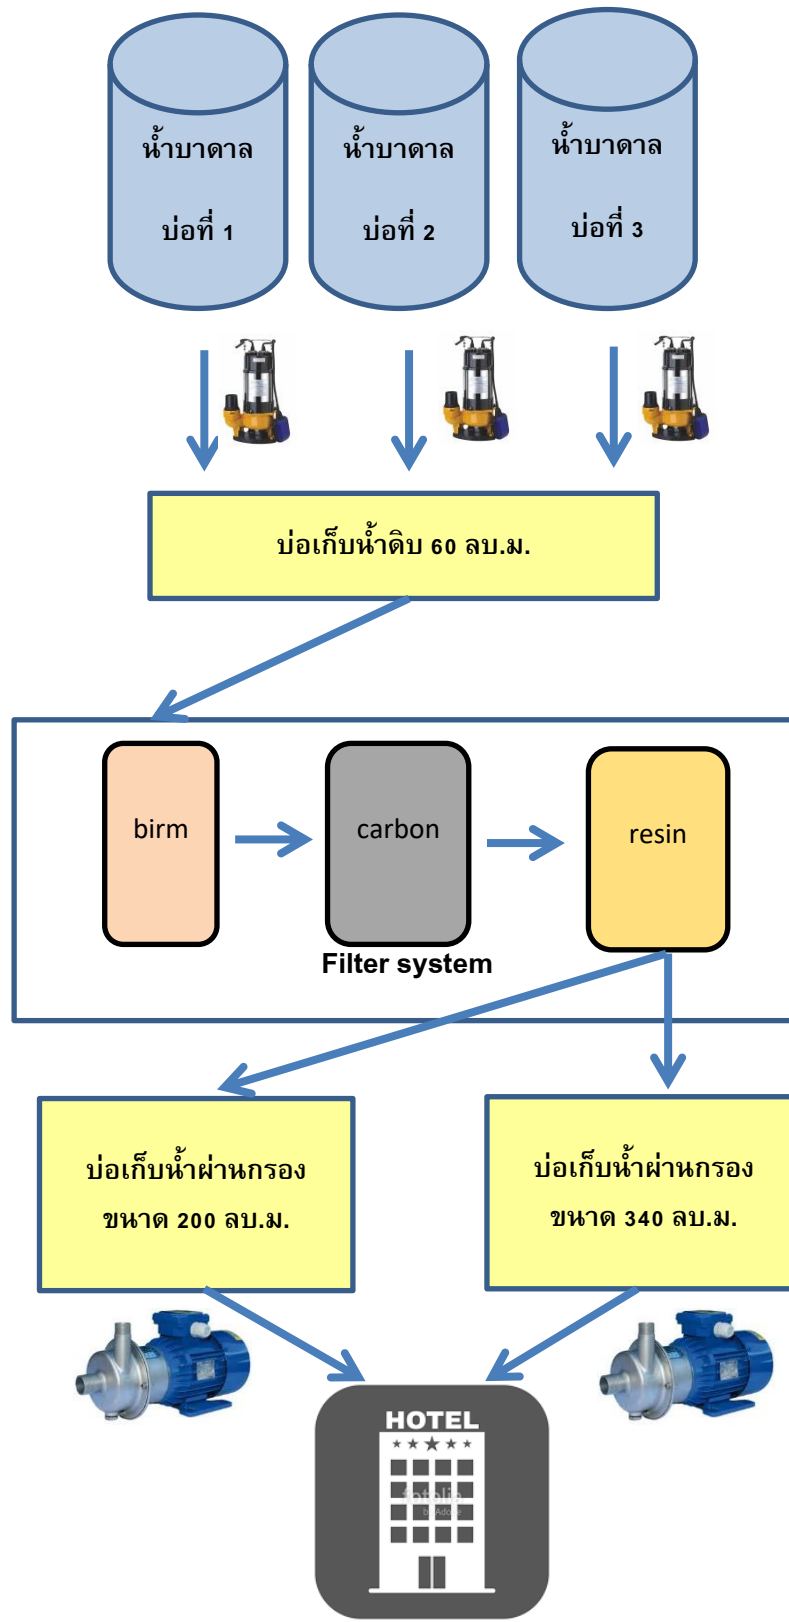 น้ำบาดาล
บ่อที่ 1
น้ำบาดาล
บ่อที่ 2
น้ำบาดาล
บ่อที่ 3
บ่อเก็บน้ำดิบ 60 ลบ.ม.
birm
carbon
resin
Filter system
บ่อเก็บน้ำผ่านกรอง
ขนาด 200 ลบ.ม.
บ่อเก็บน้ำผ่านกรอง
ขนาด 340 ลบ.ม.
HOTEL
fotolia
by Adobe